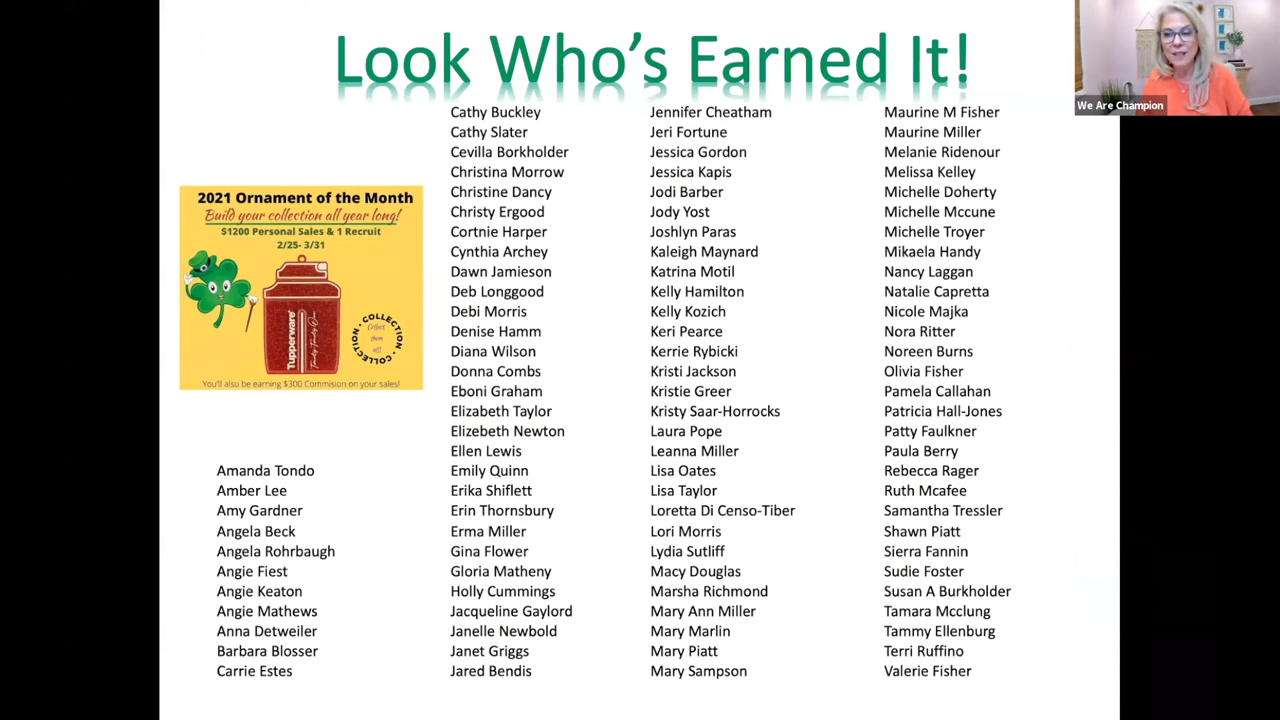 Look Who's Earned It!
We Are Champion
2021 Ornament of the Month
Build your collection all year long!
$1200 Personal Sales & 1 Recruit
2/25- 3/31
Tupperware
COLLECTION • COLLECTION •
Collect
them
all!
You'll also be earning $300 Commision on your sales!
Amanda Tondo
Amber Lee
Amy Gardner
Angela Beck
Angela Rohrbaugh
Angie Fiest
Angie Keaton
Angie Mathews
Anna Detweiler
Barbara Blosser
Carrie Estes
Cathy Buckley
Cathy Slater
Cevilla Borkholder
Christina Morrow
Christine Dancy
Christy Ergood
Cortnie Harper
Cynthia Archey
Dawn Jamieson
Deb Longgood
Debi Morris
Denise Hamm
Diana Wilson
Donna Combs
Eboni Graham
Elizabeth Taylor
Elizebeth Newton
Ellen Lewis
Emily Quinn
Erika Shiflett
Erin Thornsbury
Erma Miller
Gina Flower
Gloria Matheny
Holly Cummings
Jacqueline Gaylord
Janelle Newbold
Janet Griggs
Jared Bendis
Jennifer Cheatham
Jeri Fortune
Jessica Gordon
Jessica Kapis
Jodi Barber
Jody Yost
Joshlyn Paras
Kaleigh Maynard
Katrina Motil
Kelly Hamilton
Kelly Kozich
Keri Pearce
Kerrie Rybicki
Kristi Jackson
Kristie Greer
Kristy Saar-Horrocks
Laura Pope
Leanna Miller
Lisa Oates
Lisa Taylor
Loretta Di Censo-Tiber
Lori Morris
Lydia Sutliff
Macy Douglas
Marsha Richmond
Mary Ann Miller
Mary Marlin
Mary Piatt
Mary Sampson
Maurine M Fisher
Maurine Miller
Melanie Ridenour
Melissa Kelley
Michelle Doherty
Michelle Mccune
Michelle Troyer
Mikaela Handy
Nancy Laggan
Natalie Capretta
Nicole Majka
Nora Ritter
Noreen Burns
Olivia Fisher
Pamela Callahan
Patricia Hall-Jones
Patty Faulkner
Paula Berry
Rebecca Rager
Ruth Mcafee
Samantha Tressler
Shawn Piatt
Sierra Fannin
Sudie Foster
Susan A Burkholder
Tamara Mcclung
Tammy Ellenburg
Terri Ruffino
Valerie Fisher